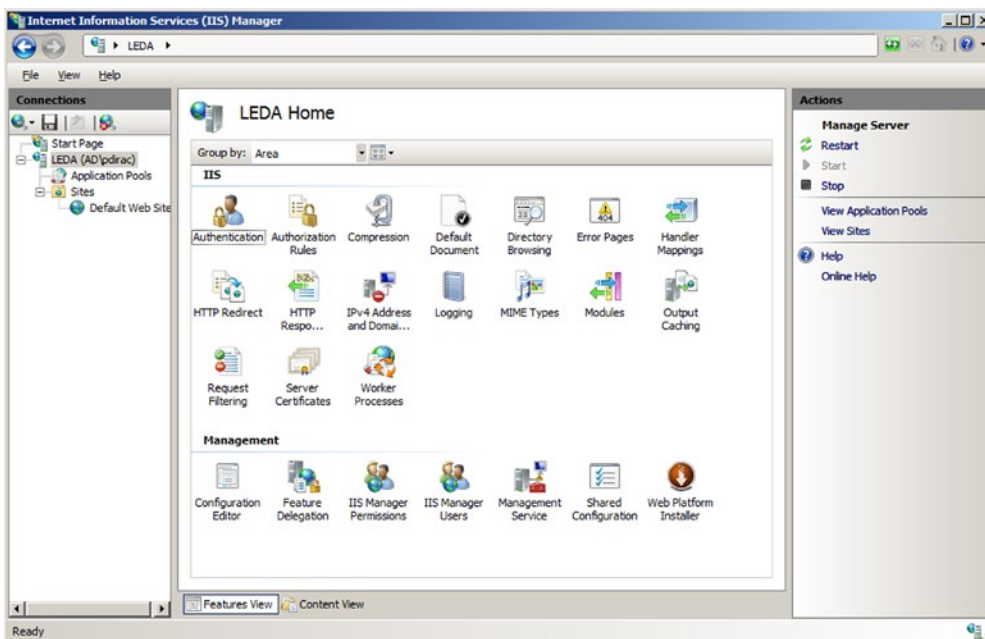 Internet Information Services (IIS) Manager
LEDA
File View Help
Connections
Start Page
LEDA (AD\pdirac)
Application Pools
Sites
Default Web Site
LEDA Home
Group by: Area
IIS
Authentication Authorization Rules Compression Default Document Directory Browsing Error Pages Handler Mappings
HTTP Redirect HTTP Respo... IPv4 Address and Domai... Logging MIME Types Modules Output Caching
Request Filtering Server Certificates Worker Processes
Management
Configuration Editor Feature Delegation IIS Manager Permissions IIS Manager Users Management Service Shared Configuration Web Platform Installer
Features View Content View
Actions
Manage Server
Restart
Start
Stop
View Application Pools
View Sites
Help
Online Help
Ready